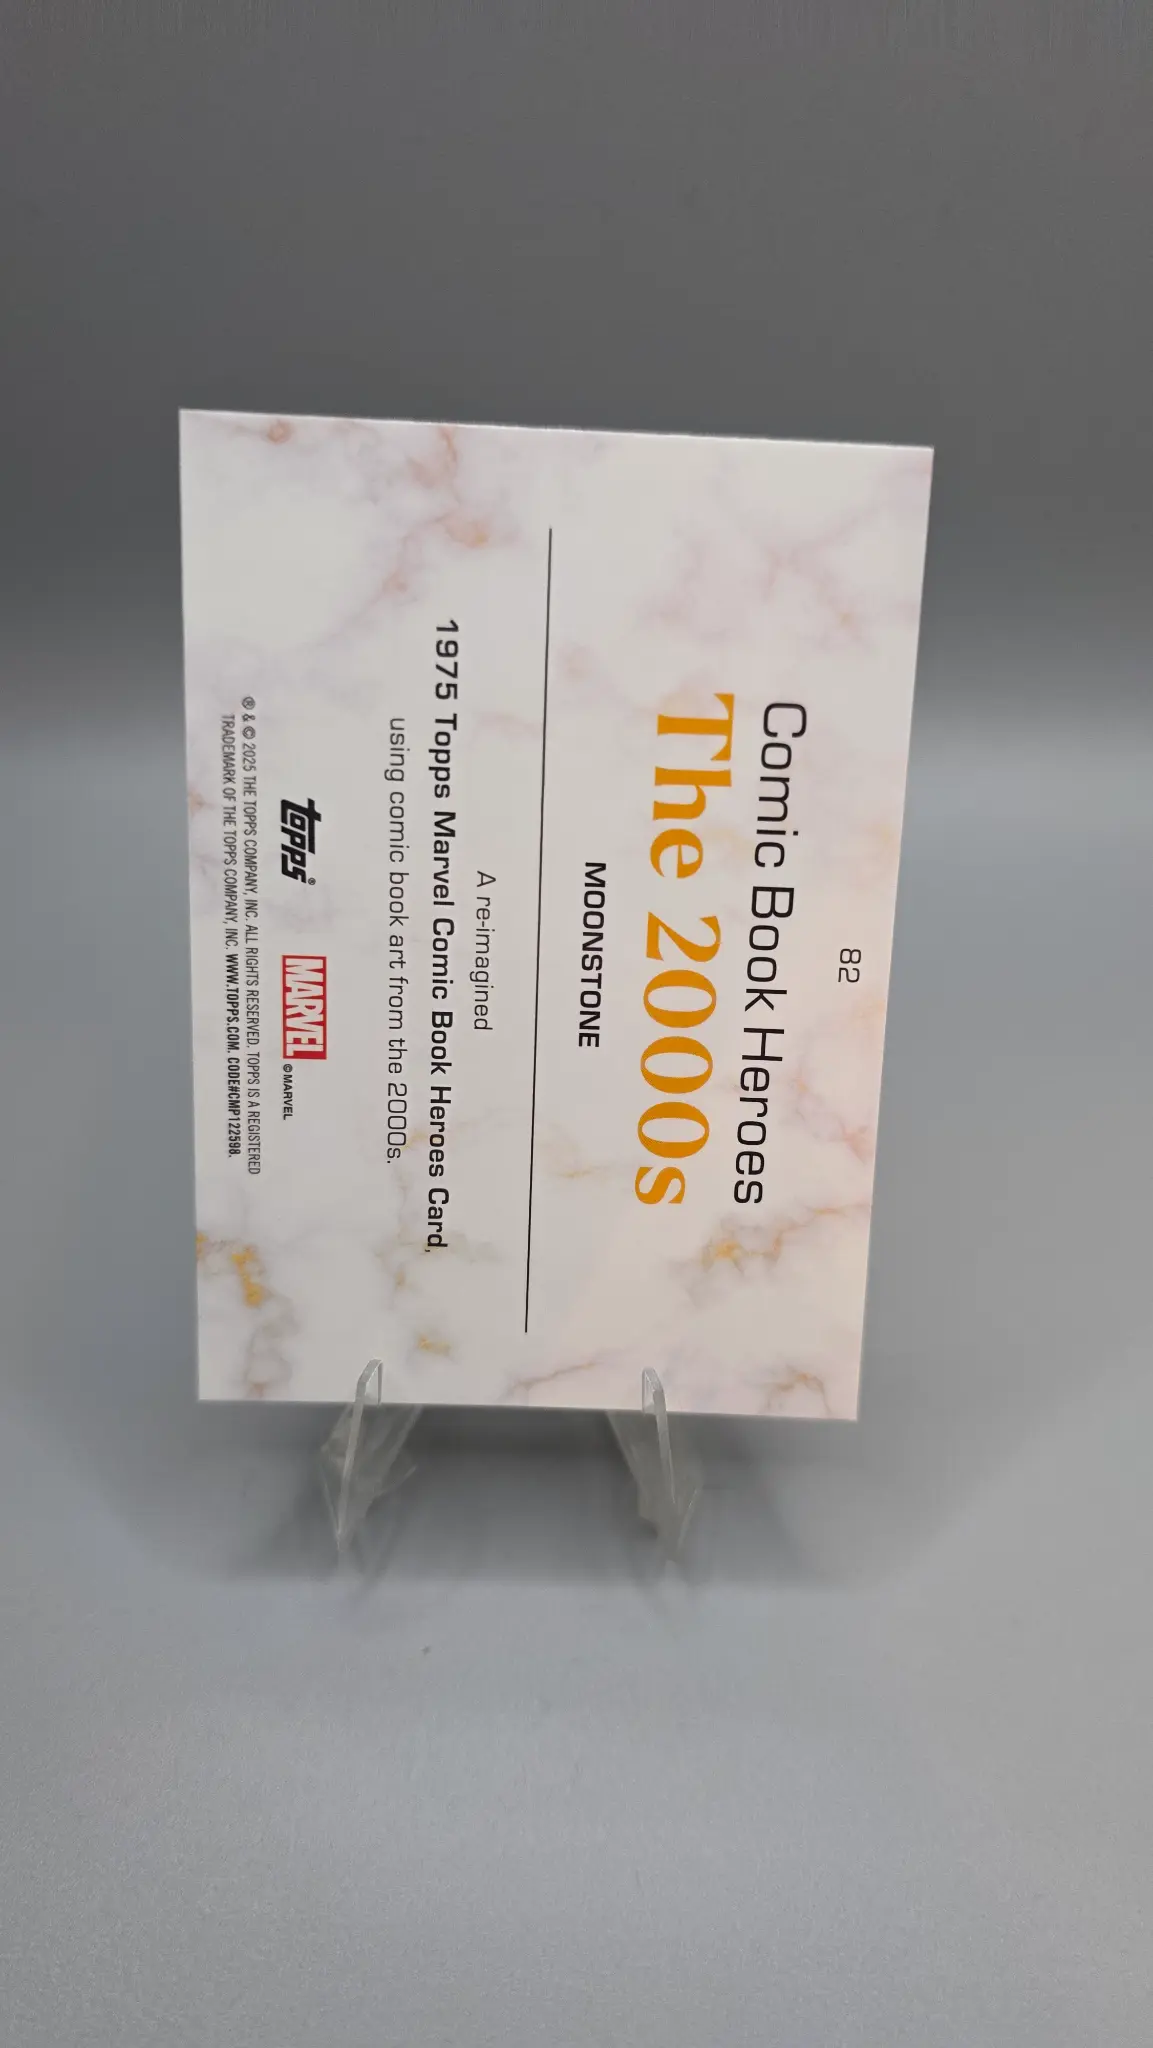 82
Comic Book Heroes
The 2000s
MOONSTONE
A re-imagined
1975 Topps Marvel Comic Book Heroes Card,
using comic book art from the 2000s.
topps®
MARVEL
©MARVEL
® & © 2025 THE TOPPS COMPANY, INC. ALL RIGHTS RESERVED. TOPPS IS A REGISTERED
TRADEMARK OF THE TOPPS COMPANY, INC. WWW.TOPPS.COM. CODE#CMP122598.